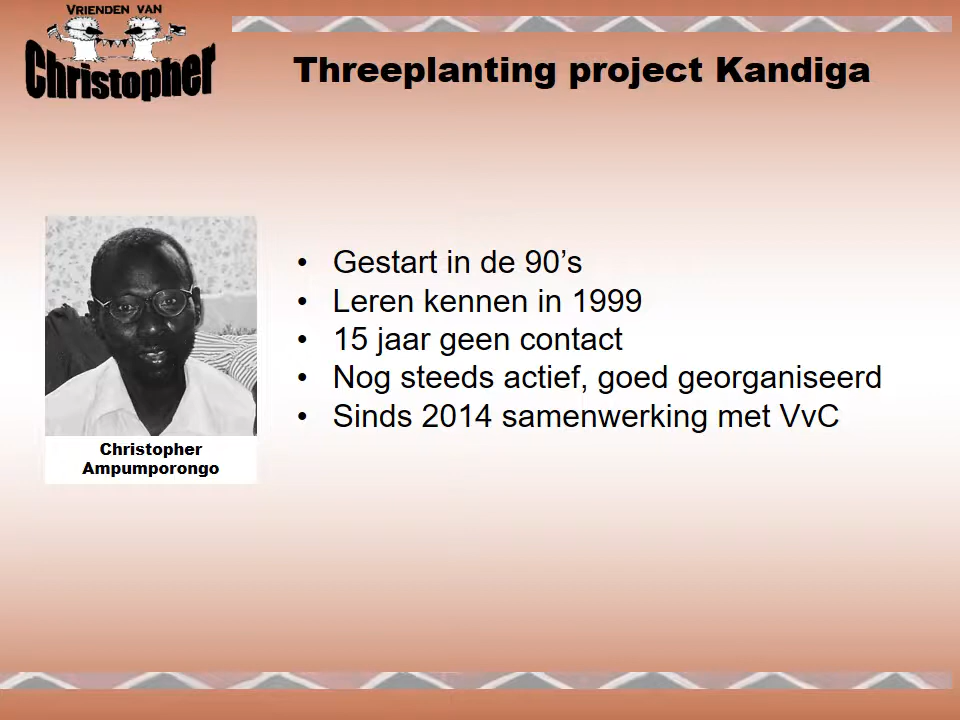 VRIENDEN VAN
Christopher
Threeplanting project Kandiga
• Gestart in de 90’s
• Leren kennen in 1999
• 15 jaar geen contact
• Nog steeds actief, goed georganiseerd
• Sinds 2014 samenwerking met VvC
Christopher
Ampumporongo